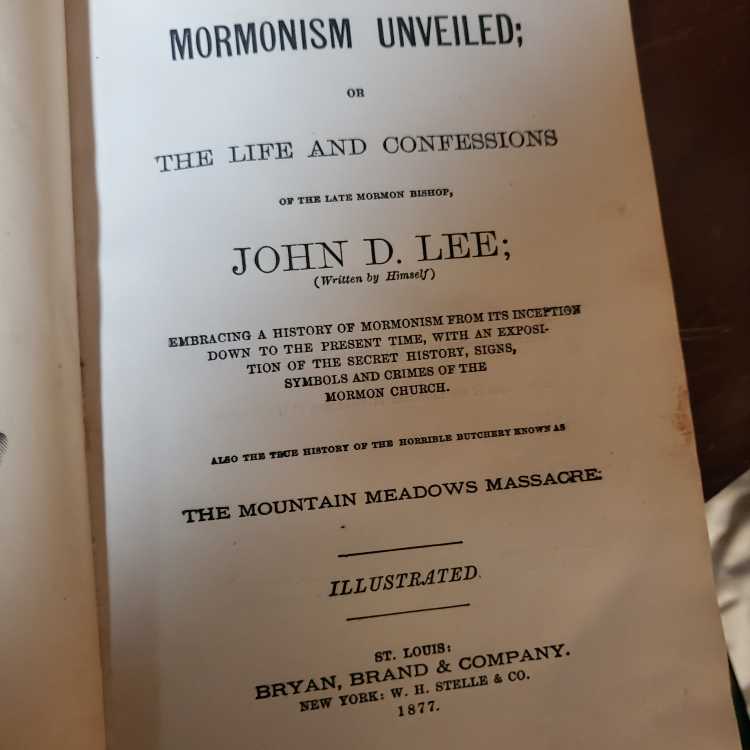 MORMONISM UNVEILED;
OR
THE LIFE AND CONFESSIONS
OF THE LATE MORMON BISHOP,
JOHN D. LEE;
(Written by Himself)
EMBRACING A HISTORY OF MORMONISM FROM ITS INCEPTION
DOWN TO THE PRESENT TIME, WITH AN EXPOSI-
TION OF THE SECRET HISTORY, SIGNS,
SYMBOLS AND CRIMES OF THE
MORMON CHURCH.
ALSO THE TRUE HISTORY OF THE HORRIBLE BUTCHERY KNOWN AS
THE MOUNTAIN MEADOWS MASSACRE:
ILLUSTRATED.
ST. LOUIS:
BRYAN, BRAND & COMPANY.
NEW YORK: W. H. STELLE & CO.
1877.